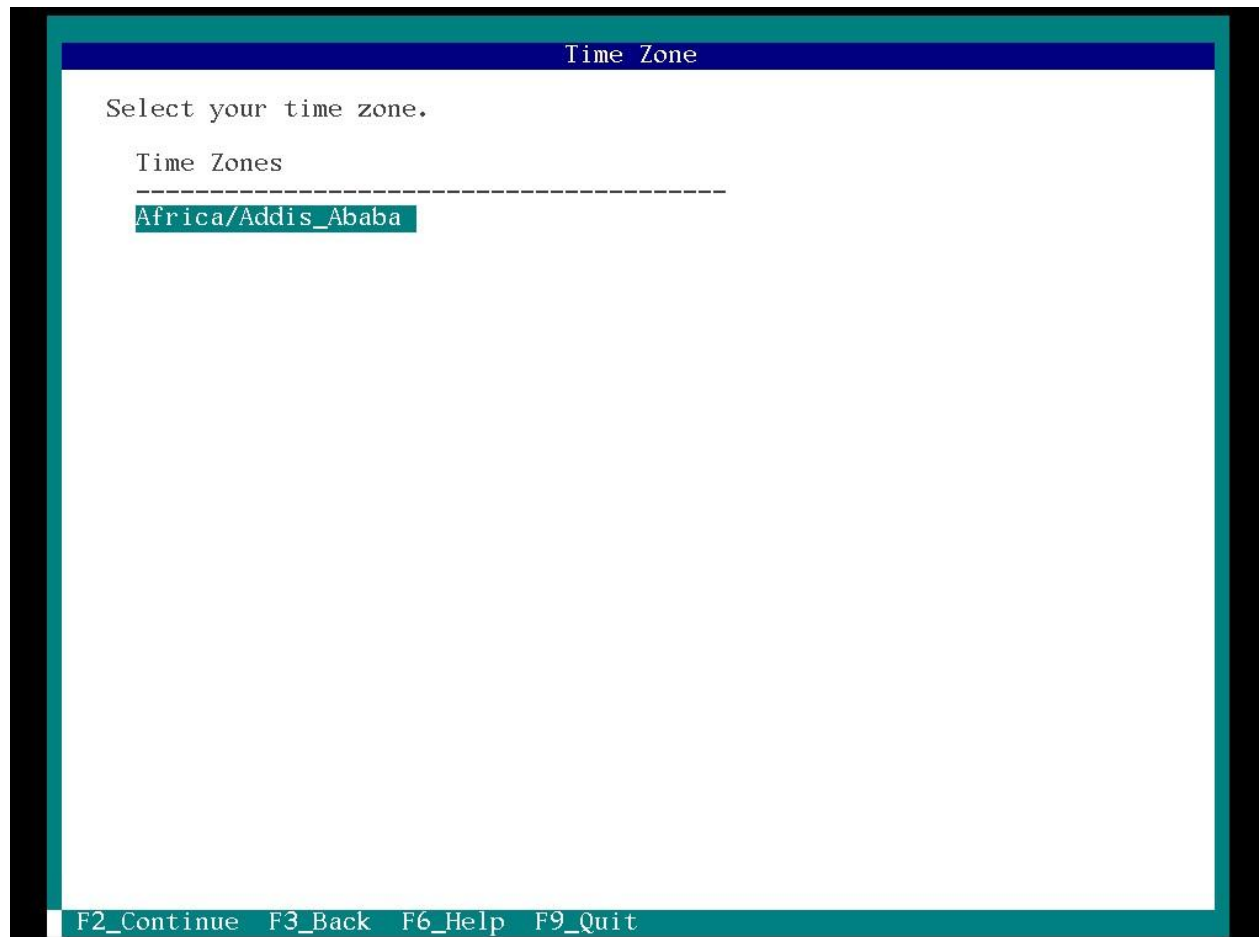 Time Zone
Select your time zone.
Time Zones
----------------------------------------
Africa/Addis_Ababa
F2_Continue F3_Back F6_Help F9_Quit